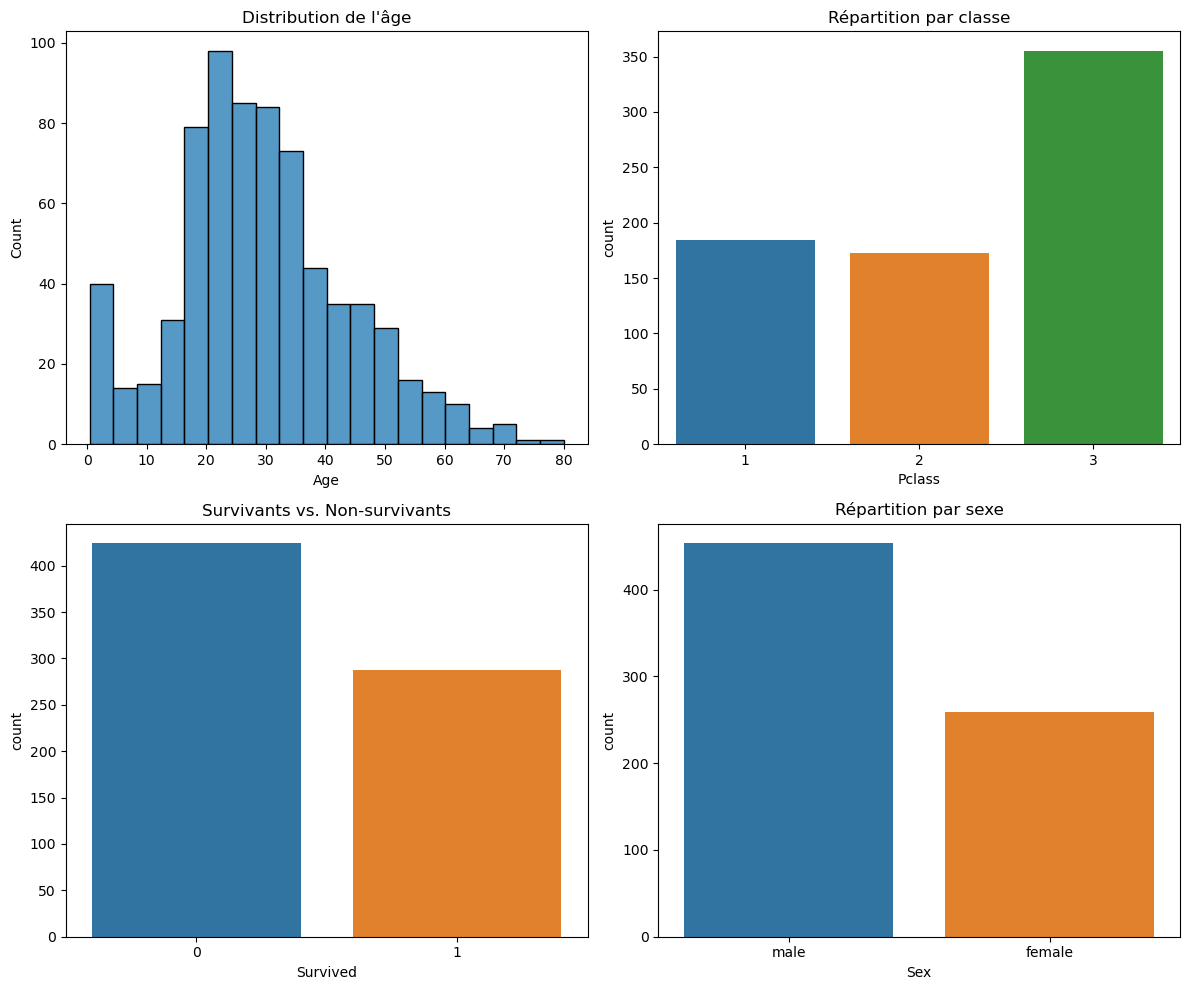 Distribution de l'âge
100
80
60
40
20
0
Count
0 10 20 30 40 50 60 70 80
Age
Répartition par classe
350
300
250
200
150
100
50
0
count
1 2 3
Pclass
Survivants vs. Non-survivants
400
350
300
250
200
150
100
50
0
count
0 1
Survived
Répartition par sexe
400
300
200
100
0
count
male female
Sex